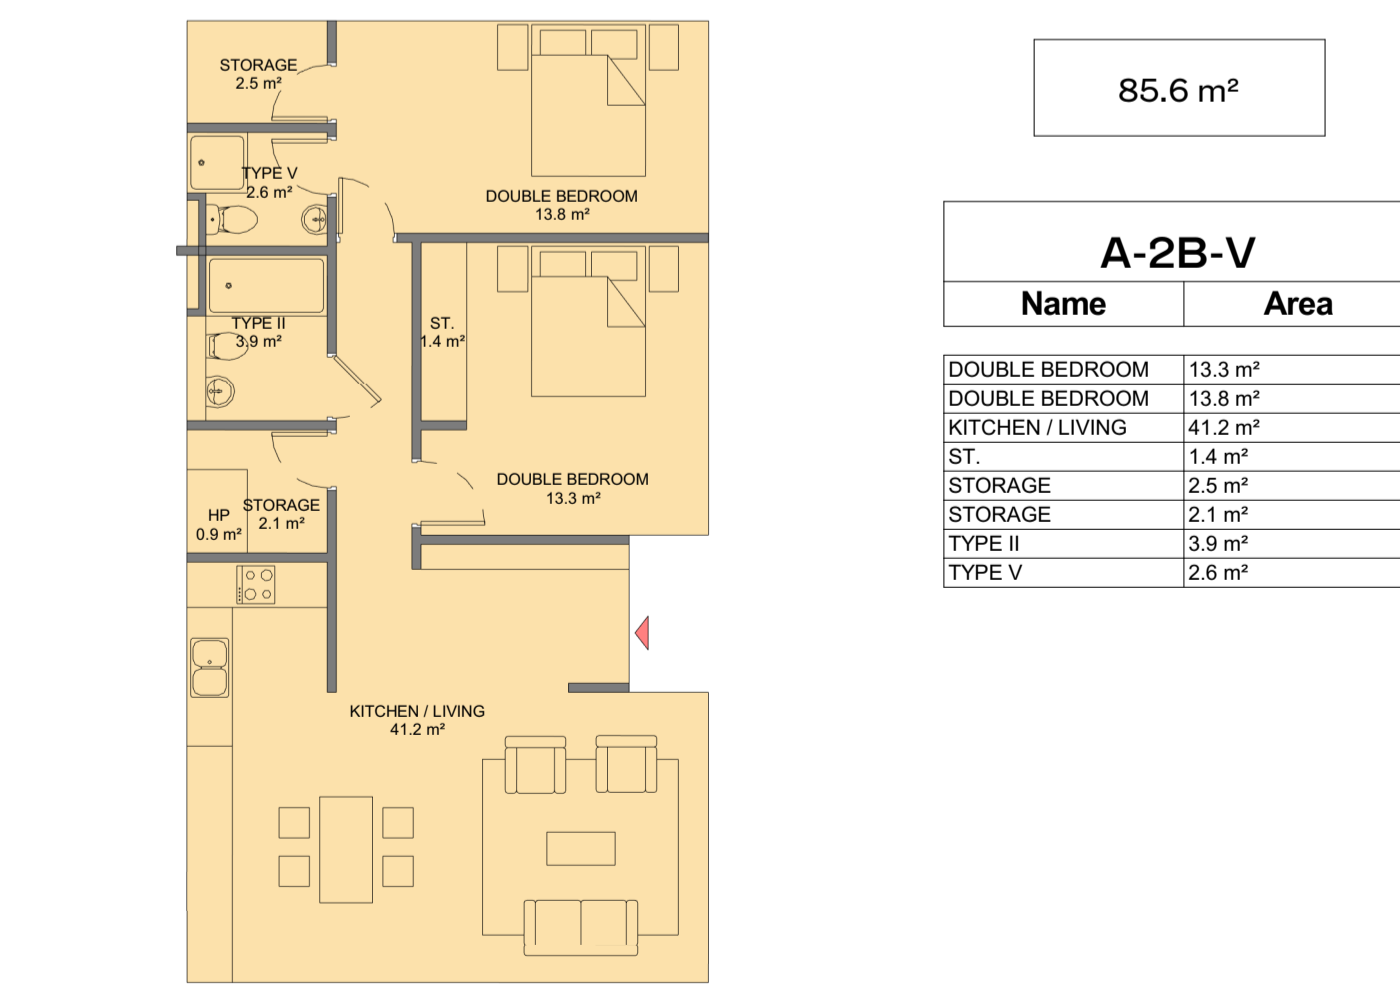 STORAGE
2.5 m²
TYPE V
2.6 m²
DOUBLE BEDROOM
13.8 m²
TYPE II
3.9 m²
ST.
1.4 m²
DOUBLE BEDROOM
13.3 m²
STORAGE
2.1 m²
HP
0.9 m²
KITCHEN / LIVING
41.2 m²
85.6 m²
A-2B-V
Name Area
DOUBLE BEDROOM 13.3 m²
DOUBLE BEDROOM 13.8 m²
KITCHEN / LIVING 41.2 m²
ST. 1.4 m²
STORAGE 2.5 m²
STORAGE 2.1 m²
TYPE II 3.9 m²
TYPE V 2.6 m²